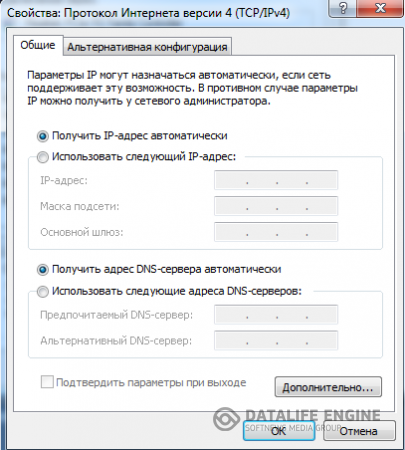 Свойства: Протокол Интернета версии 4 (TCP/IPv4)
Общие
Альтернативная конфигурация
Параметры IP могут назначаться автоматически, если сеть
поддерживает эту возможность. В противном случае параметры
IP можно получить у сетевого администратора.
Получить IP-адрес автоматически
Использовать следующий IP-адрес:
IP-адрес:
Маска подсети:
Основной шлюз:
Получить адрес DNS-сервера автоматически
Использовать следующие адреса DNS-серверов:
Предпочитаемый DNS-сервер:
Альтернативный DNS-сервер:
Подтвердить параметры при выходе
Дополнительно...
DATALIFE ENGINE
SOFTNEWS MEDIA GROUP
ОК
Отмена